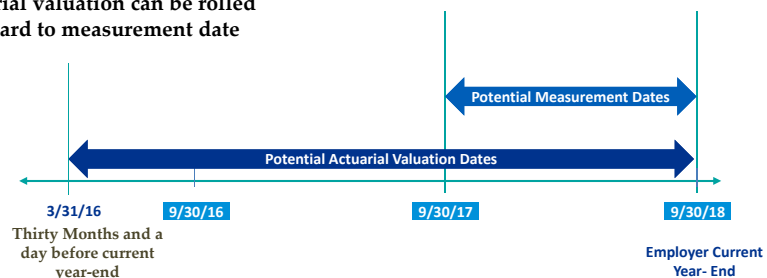 rial valuation can be rolled
ard to measurement date
Potential Measurement Dates
Potential Actuarial Valuation Dates
3/31/16
9/30/16
9/30/17
9/30/18
Thirty Months and a
day before current
year-end
Employer Current
Year- End